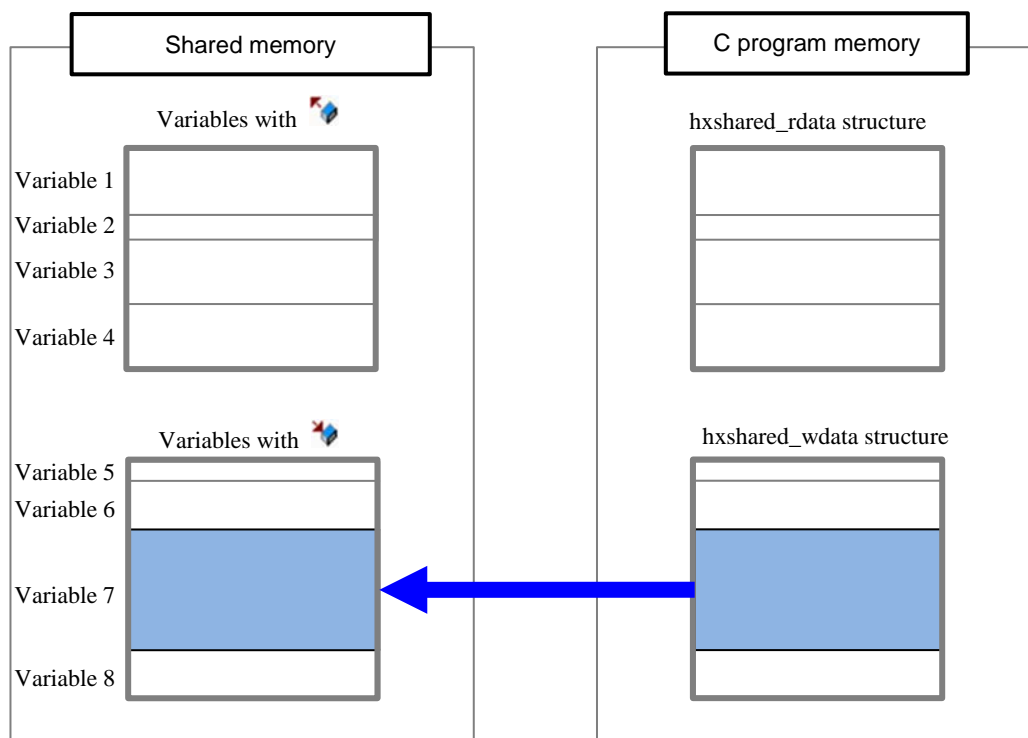 Shared memory
C program memory
Variables with
hxshared_rdata structure
Variable 1
Variable 2
Variable 3
Variable 4
Variables with
hxshared_wdata structure
Variable 5
Variable 6
Variable 7
Variable 8